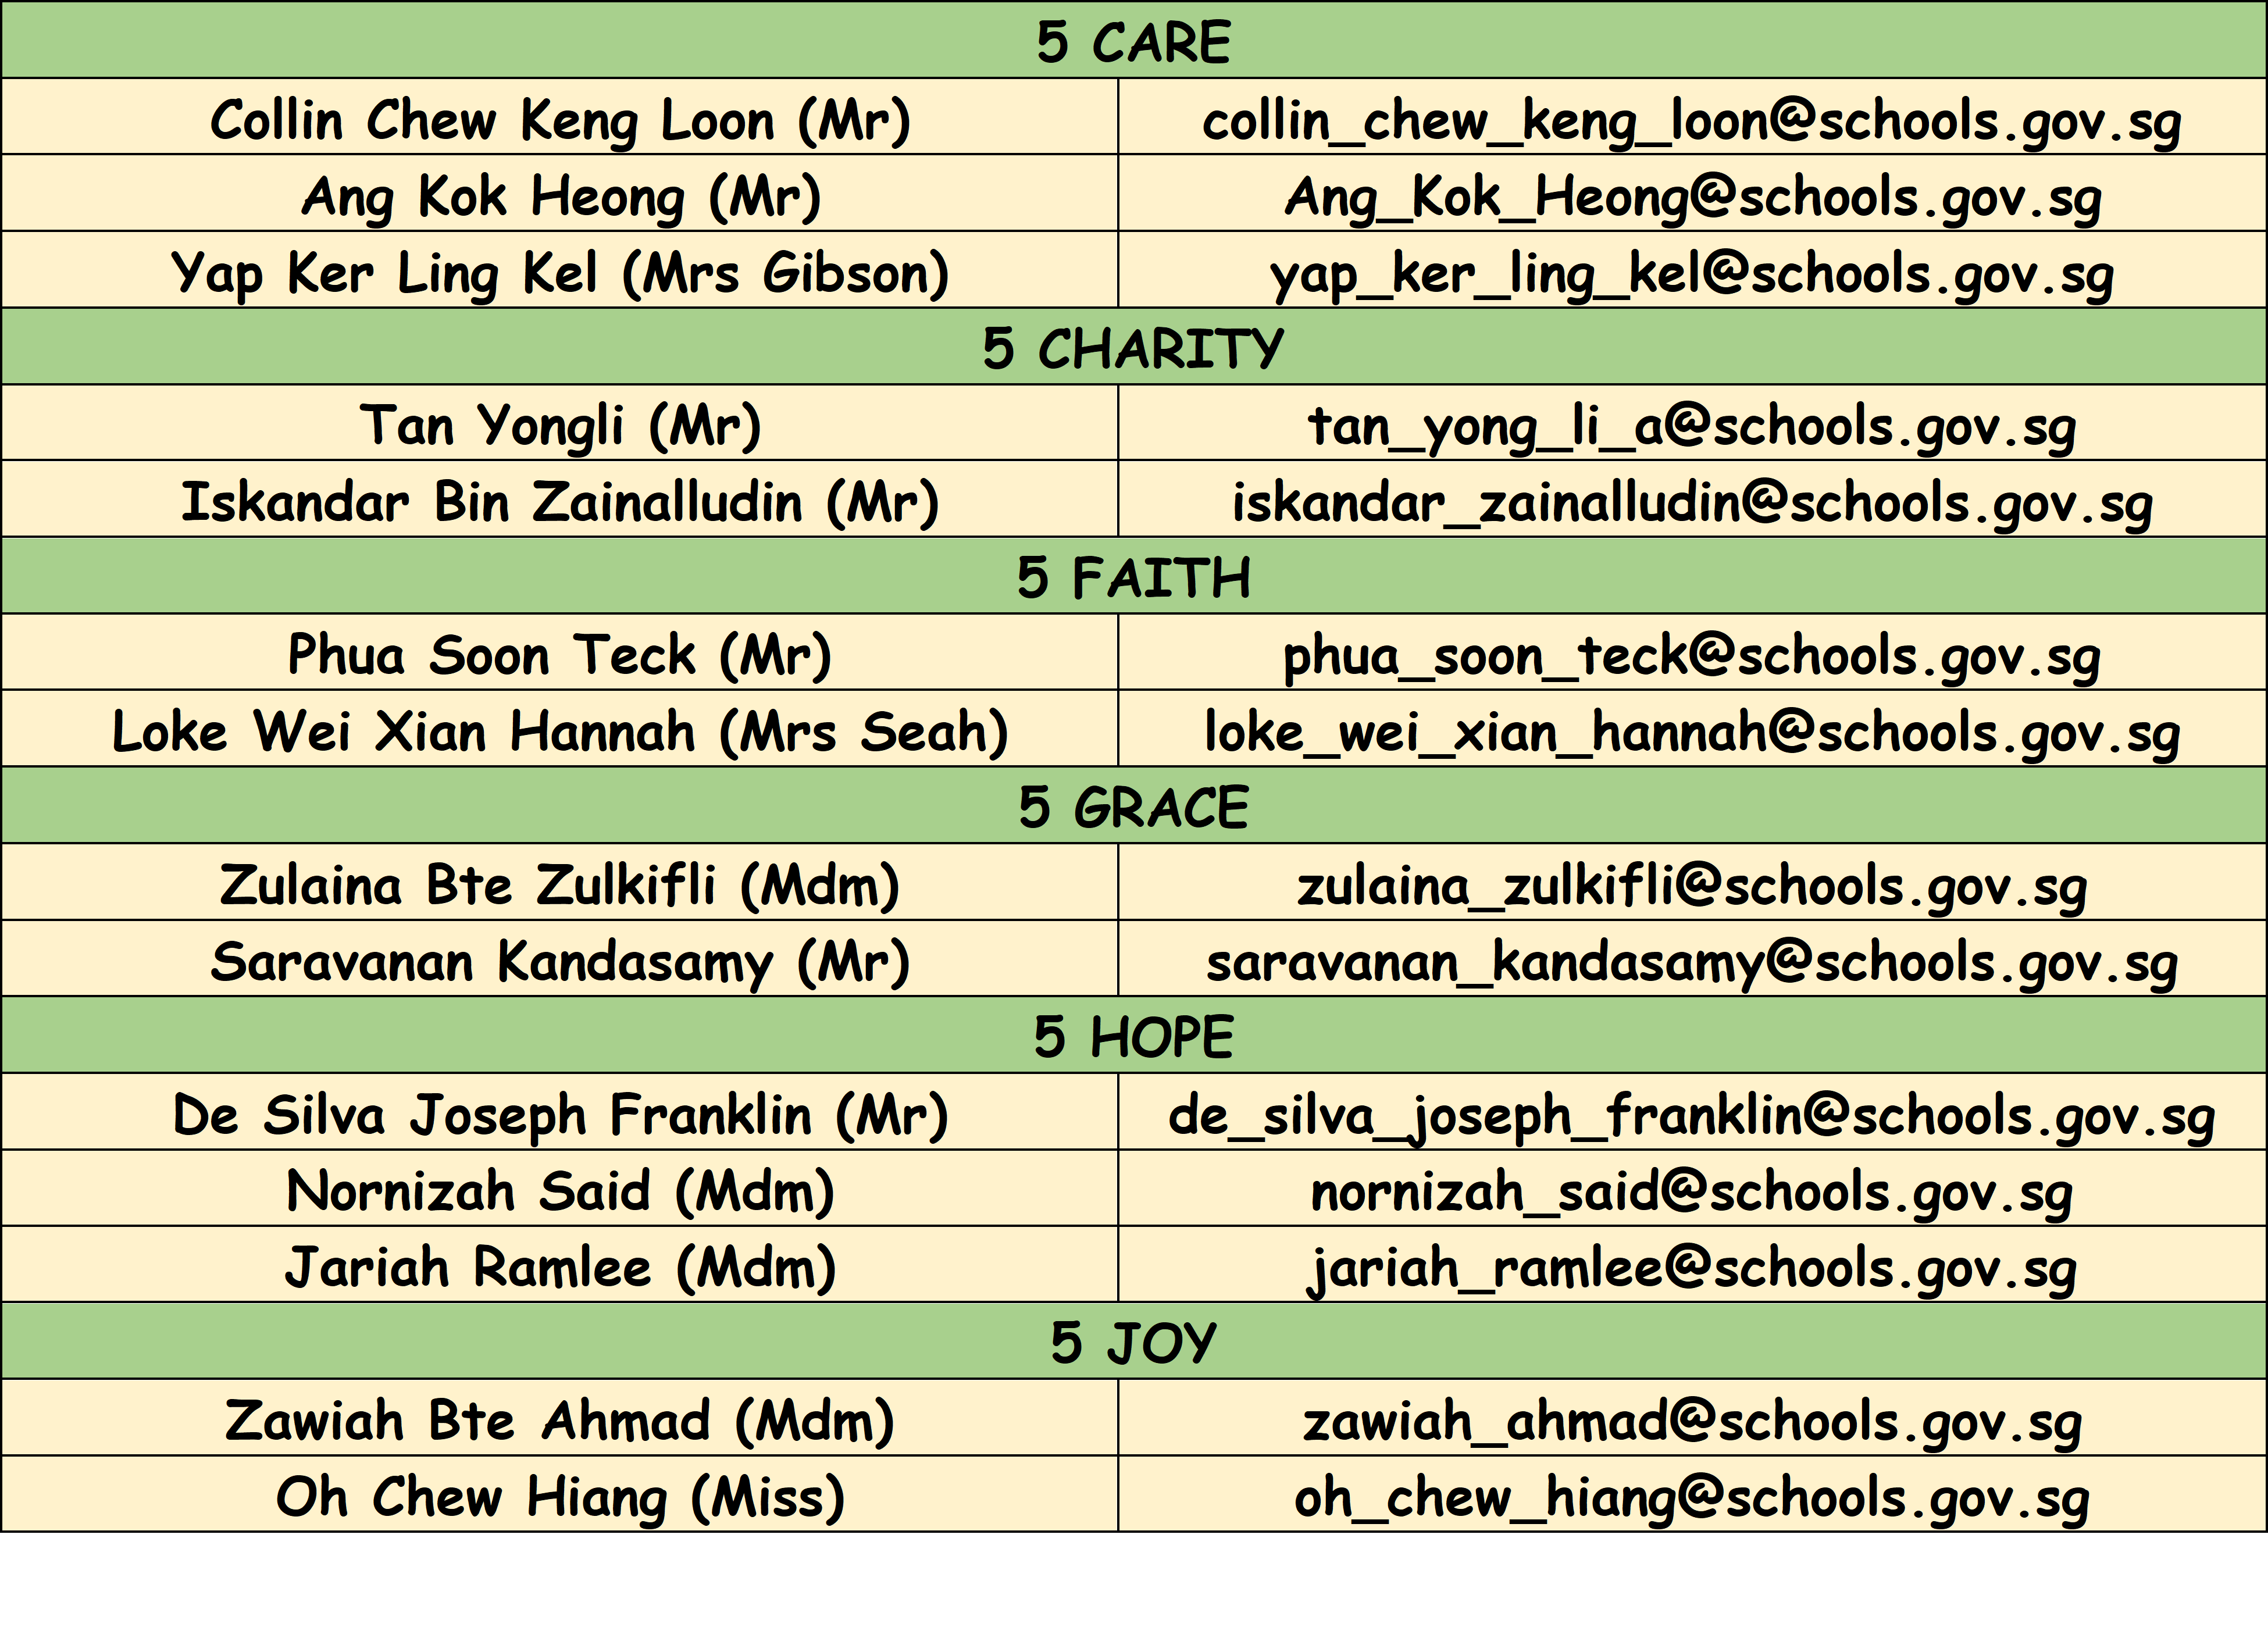 5 CARE
Collin Chew Keng Loon (Mr) collin_chew_keng_loon@schools.gov.sg
Ang Kok Heong (Mr) Ang_Kok_Heong@schools.gov.sg
Yap Ker Ling Kel (Mrs Gibson) yap_ker_ling_kel@schools.gov.sg
5 CHARITY
Tan Yongli (Mr) tan_yong_li_a@schools.gov.sg
Iskandar Bin Zainalludin (Mr) iskandar_zainalludin@schools.gov.sg
5 FAITH
Phua Soon Teck (Mr) phua_soon_teck@schools.gov.sg
Loke Wei Xian Hannah (Mrs Seah) loke_wei_xian_hannah@schools.gov.sg
5 GRACE
Zulaina Bte Zulkifli (Mdm) zulaina_zulkifli@schools.gov.sg
Saravanan Kandasamy (Mr) saravanan_kandasamy@schools.gov.sg
5 HOPE
De Silva Joseph Franklin (Mr) de_silva_joseph_franklin@schools.gov.sg
Nornizah Said (Mdm) nornizah_said@schools.gov.sg
Jariah Ramlee (Mdm) jariah_ramlee@schools.gov.sg
5 JOY
Zawiah Bte Ahmad (Mdm) zawiah_ahmad@schools.gov.sg
Oh Chew Hiang (Miss) oh_chew_hiang@schools.gov.sg